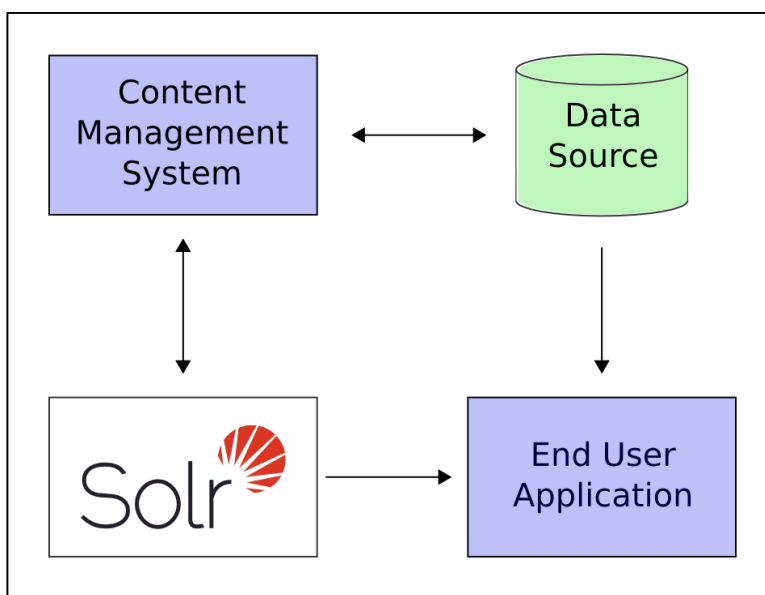 Content
Management
System
Data
Source
Solr
End User
Application